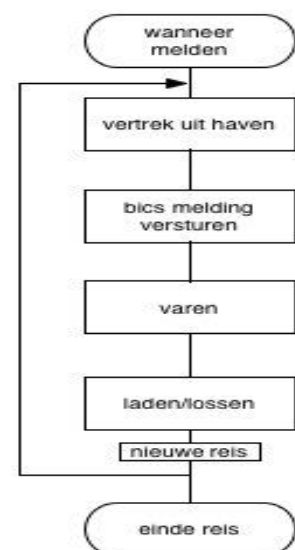 wanneer
melden
vertrek uit haven
bics melding
versturen
varen
laden/lossen
nieuwe reis
einde reis